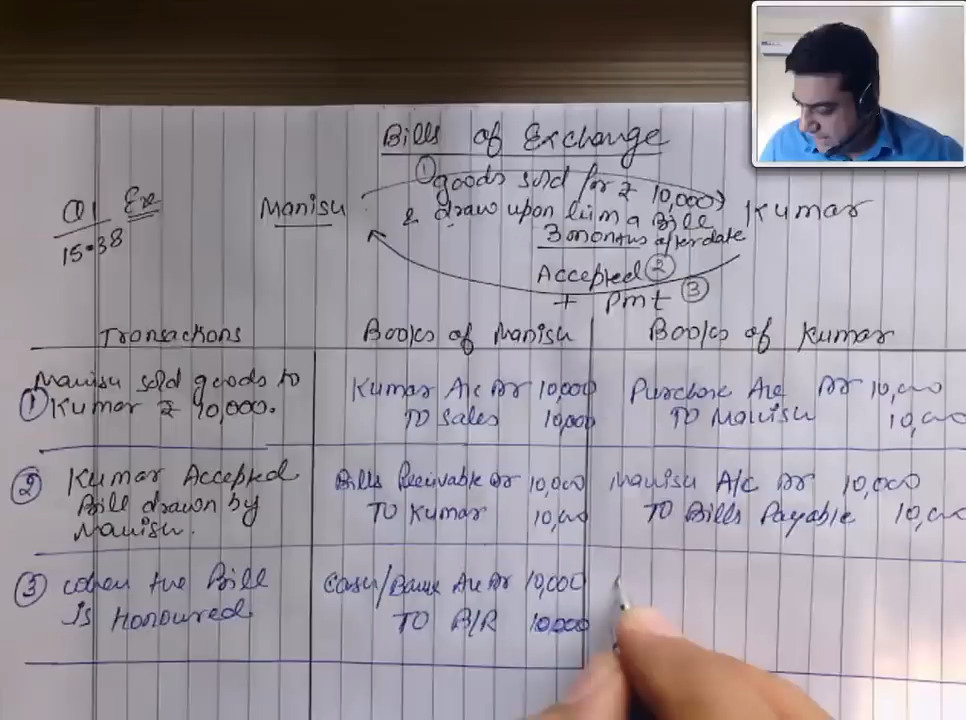 Bills of Exchange
Q1 Exe
15.38
Manish
① goods sold for ₹ 10,000
& draw upon him a Bill
3 months after date
Kumar
Accepted ②
+ Pmt ③
Transactions
Books of Manish
Books of Kumar
Manish sold goods to
① Kumar ₹ 10,000.
Kumar A/c Dr 10,000
To Sales 10,000
Purchase A/c Dr 10,000
To Manish 10,000
② Kumar Accepted
Bill drawn by
Manish.
Bills Receivable Dr 10,000
To Kumar 10,000
Manish A/c Dr 10,000
To Bills Payable 10,000
③ when the Bill
Is Honoured
Cash/Bank A/c Dr 10,000
To B/R 10,000